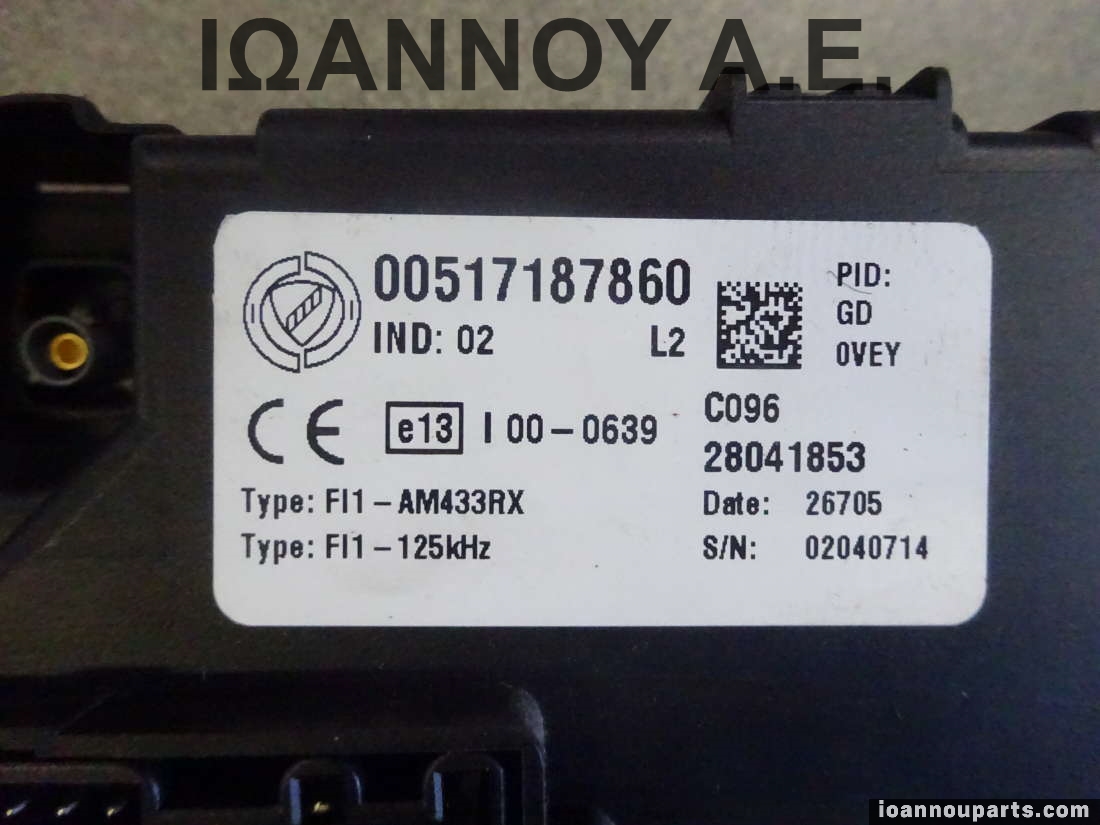 ΙΩΑΝΝΟΥ Α.Ε.
00517187860
IND: 02 L2
PID:
GD
0VEY
CE e13 I 00-0639
C096
28041853
Type: FI1-AM433RX
Date: 26705
Type: FI1-125kHz
S/N: 02040714
ioannouparts.com